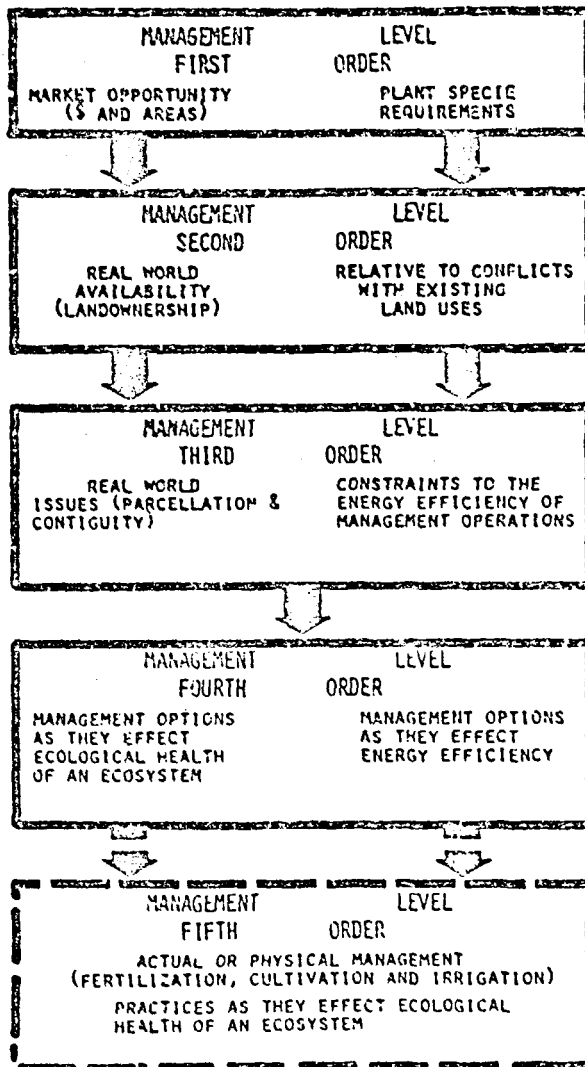 MANAGEMENT LEVEL
FIRST ORDER
MARKET OPPORTUNITY
($ AND AREAS)
PLANT SPECIE
REQUIREMENTS
MANAGEMENT LEVEL
SECOND ORDER
REAL WORLD
AVAILABILITY
(LANDOWNERSHIP)
RELATIVE TO CONFLICTS
WITH EXISTING
LAND USES
MANAGEMENT LEVEL
THIRD ORDER
REAL WORLD
ISSUES (PARCELLATION &
CONTIGUITY)
CONSTRAINTS TO THE
ENERGY EFFICIENCY OF
MANAGEMENT OPERATIONS
MANAGEMENT LEVEL
FOURTH ORDER
MANAGEMENT OPTIONS
AS THEY EFFECT
ECOLOGICAL HEALTH
OF AN ECOSYSTEM
MANAGEMENT OPTIONS
AS THEY EFFECT
ENERGY EFFICIENCY
MANAGEMENT LEVEL
FIFTH ORDER
ACTUAL OR PHYSICAL MANAGEMENT
(FERTILIZATION, CULTIVATION AND IRRIGATION)
PRACTICES AS THEY EFFECT ECOLOGICAL
HEALTH OF AN ECOSYSTEM